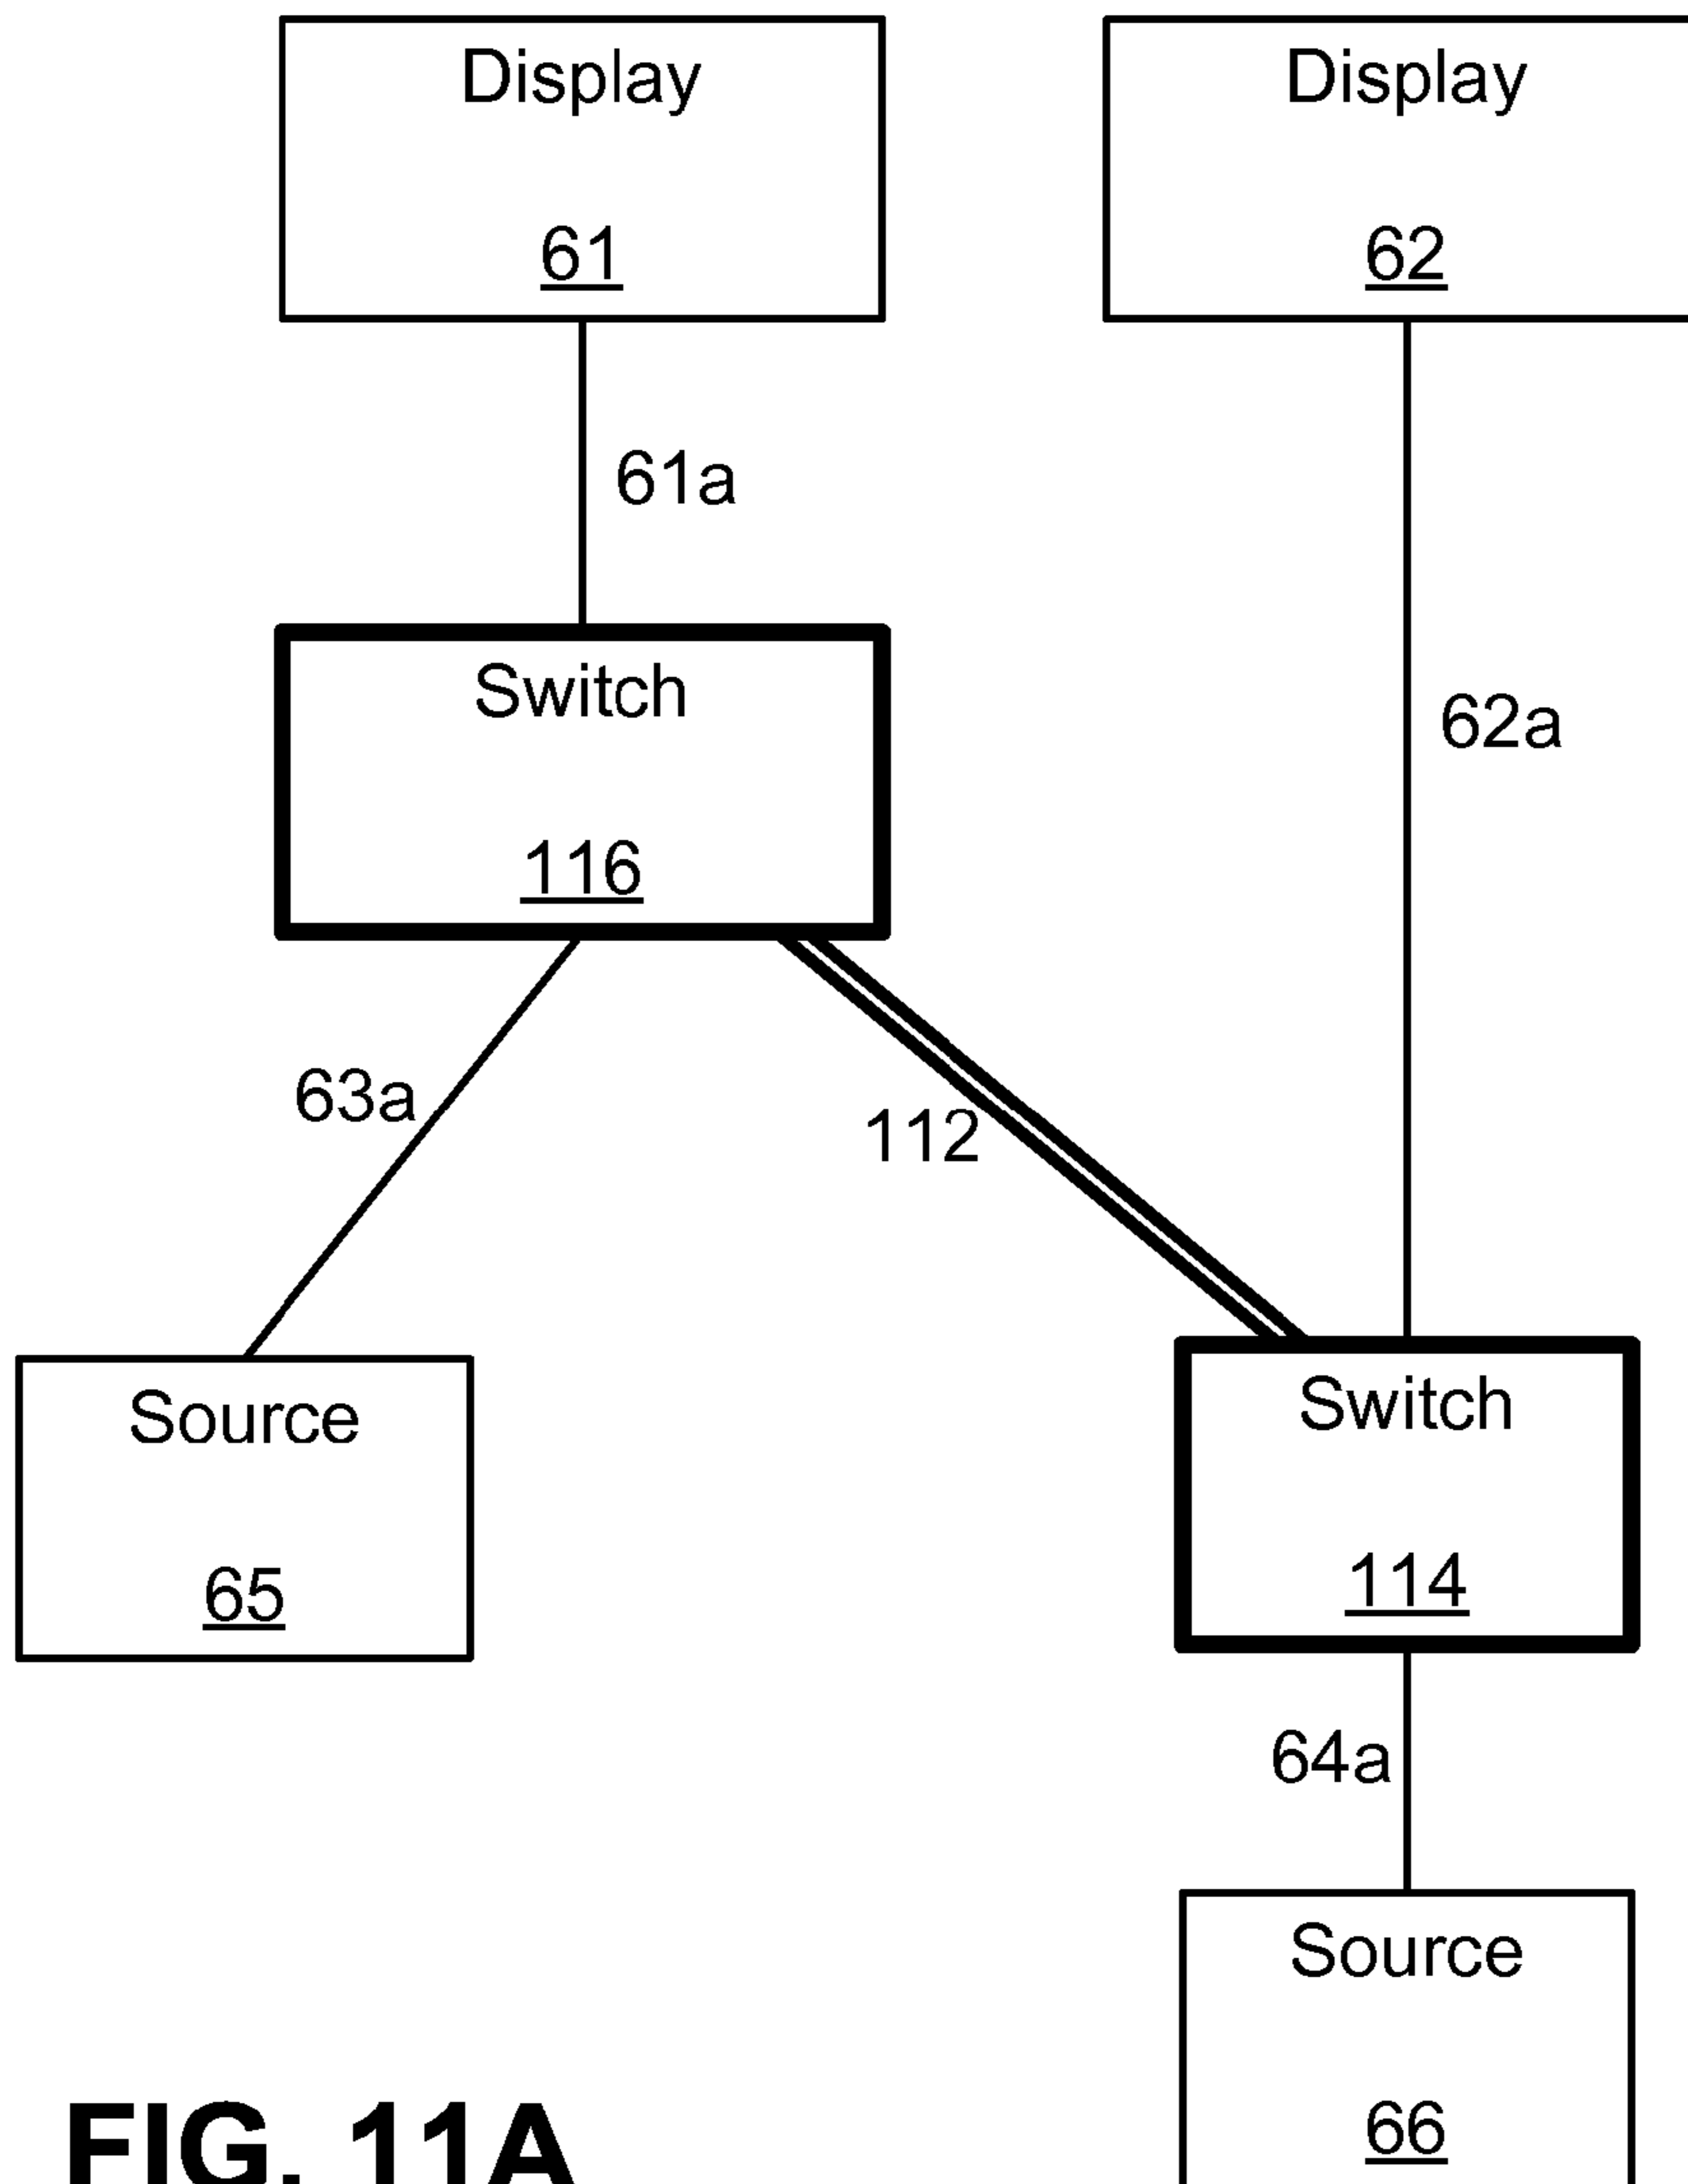 Display
61
Display
62
61a
62a
Switch
116
63a
112
Source
65
Switch
114
64a
Source
66
FIG. 11A